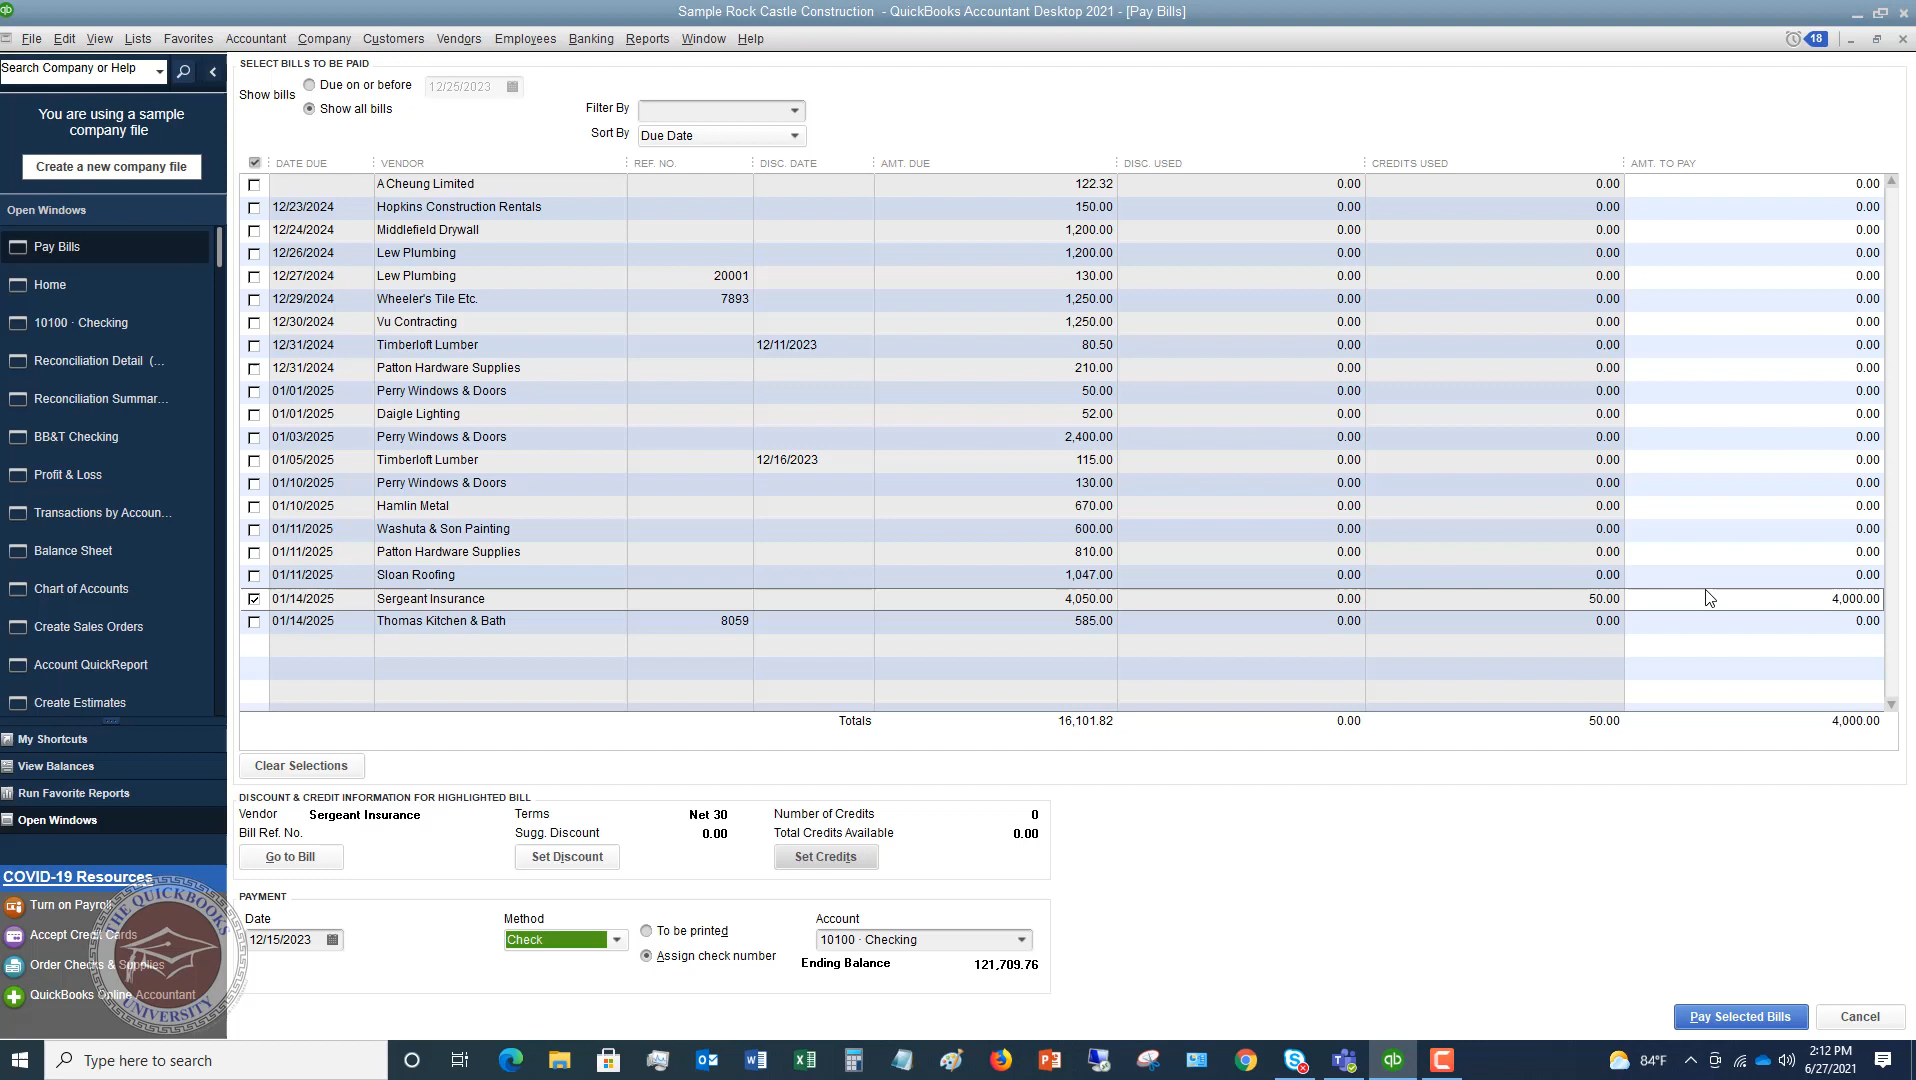 Sample Rock Castle Construction - QuickBooks Accountant Desktop 2021 - [Pay Bills]
File Edit View Lists Favorites Accountant Company Customers Vendors Employees Banking Reports Window Help 18
Search Company or Help
You are using a sample
company file
Create a new company file
Open Windows
Pay Bills
Home
10100 · Checking
Reconciliation Detail (...
Reconciliation Summar...
BB&T Checking
Profit & Loss
Transactions by Accoun...
Balance Sheet
Chart of Accounts
Create Sales Orders
Account QuickReport
Create Estimates
My Shortcuts
View Balances
Run Favorite Reports
Open Windows
COVID-19 Resources
Turn on Payroll
Accept Credit Cards
Order Checks & Supplies
QuickBooks Online Accountant
THE QUICKBOOKS UNIVERSITY
SELECT BILLS TO BE PAID
Show bills
Due on or before 12/25/2023
Show all bills
Filter By
Sort By Due Date
DATE DUE VENDOR REF. NO. DISC. DATE AMT. DUE DISC. USED CREDITS USED AMT. TO PAY
A Cheung Limited 122.32 0.00 0.00 0.00
12/23/2024 Hopkins Construction Rentals 150.00 0.00 0.00 0.00
12/24/2024 Middlefield Drywall 1,200.00 0.00 0.00 0.00
12/26/2024 Lew Plumbing 1,200.00 0.00 0.00 0.00
12/27/2024 Lew Plumbing 20001 130.00 0.00 0.00 0.00
12/29/2024 Wheeler's Tile Etc. 7893 1,250.00 0.00 0.00 0.00
12/30/2024 Vu Contracting 1,250.00 0.00 0.00 0.00
12/31/2024 Timberloft Lumber 12/11/2023 80.50 0.00 0.00 0.00
12/31/2024 Patton Hardware Supplies 210.00 0.00 0.00 0.00
01/01/2025 Perry Windows & Doors 50.00 0.00 0.00 0.00
01/01/2025 Daigle Lighting 52.00 0.00 0.00 0.00
01/03/2025 Perry Windows & Doors 2,400.00 0.00 0.00 0.00
01/05/2025 Timberloft Lumber 12/16/2023 115.00 0.00 0.00 0.00
01/10/2025 Perry Windows & Doors 130.00 0.00 0.00 0.00
01/10/2025 Hamlin Metal 670.00 0.00 0.00 0.00
01/11/2025 Washuta & Son Painting 600.00 0.00 0.00 0.00
01/11/2025 Patton Hardware Supplies 810.00 0.00 0.00 0.00
01/11/2025 Sloan Roofing 1,047.00 0.00 0.00 0.00
01/14/2025 Sergeant Insurance 4,050.00 0.00 50.00 4,000.00
01/14/2025 Thomas Kitchen & Bath 8059 585.00 0.00 0.00 0.00
Totals 16,101.82 0.00 50.00 4,000.00
Clear Selections
DISCOUNT & CREDIT INFORMATION FOR HIGHLIGHTED BILL
Vendor Sergeant Insurance Terms Net 30 Number of Credits 0
Bill Ref. No. Sugg. Discount 0.00 Total Credits Available 0.00
Go to Bill Set Discount Set Credits
PAYMENT
Date Method Account
12/15/2023 Check To be printed 10100 · Checking
Assign check number Ending Balance 121,709.76
Pay Selected Bills Cancel
Type here to search
84°F
2:12 PM
6/27/2021